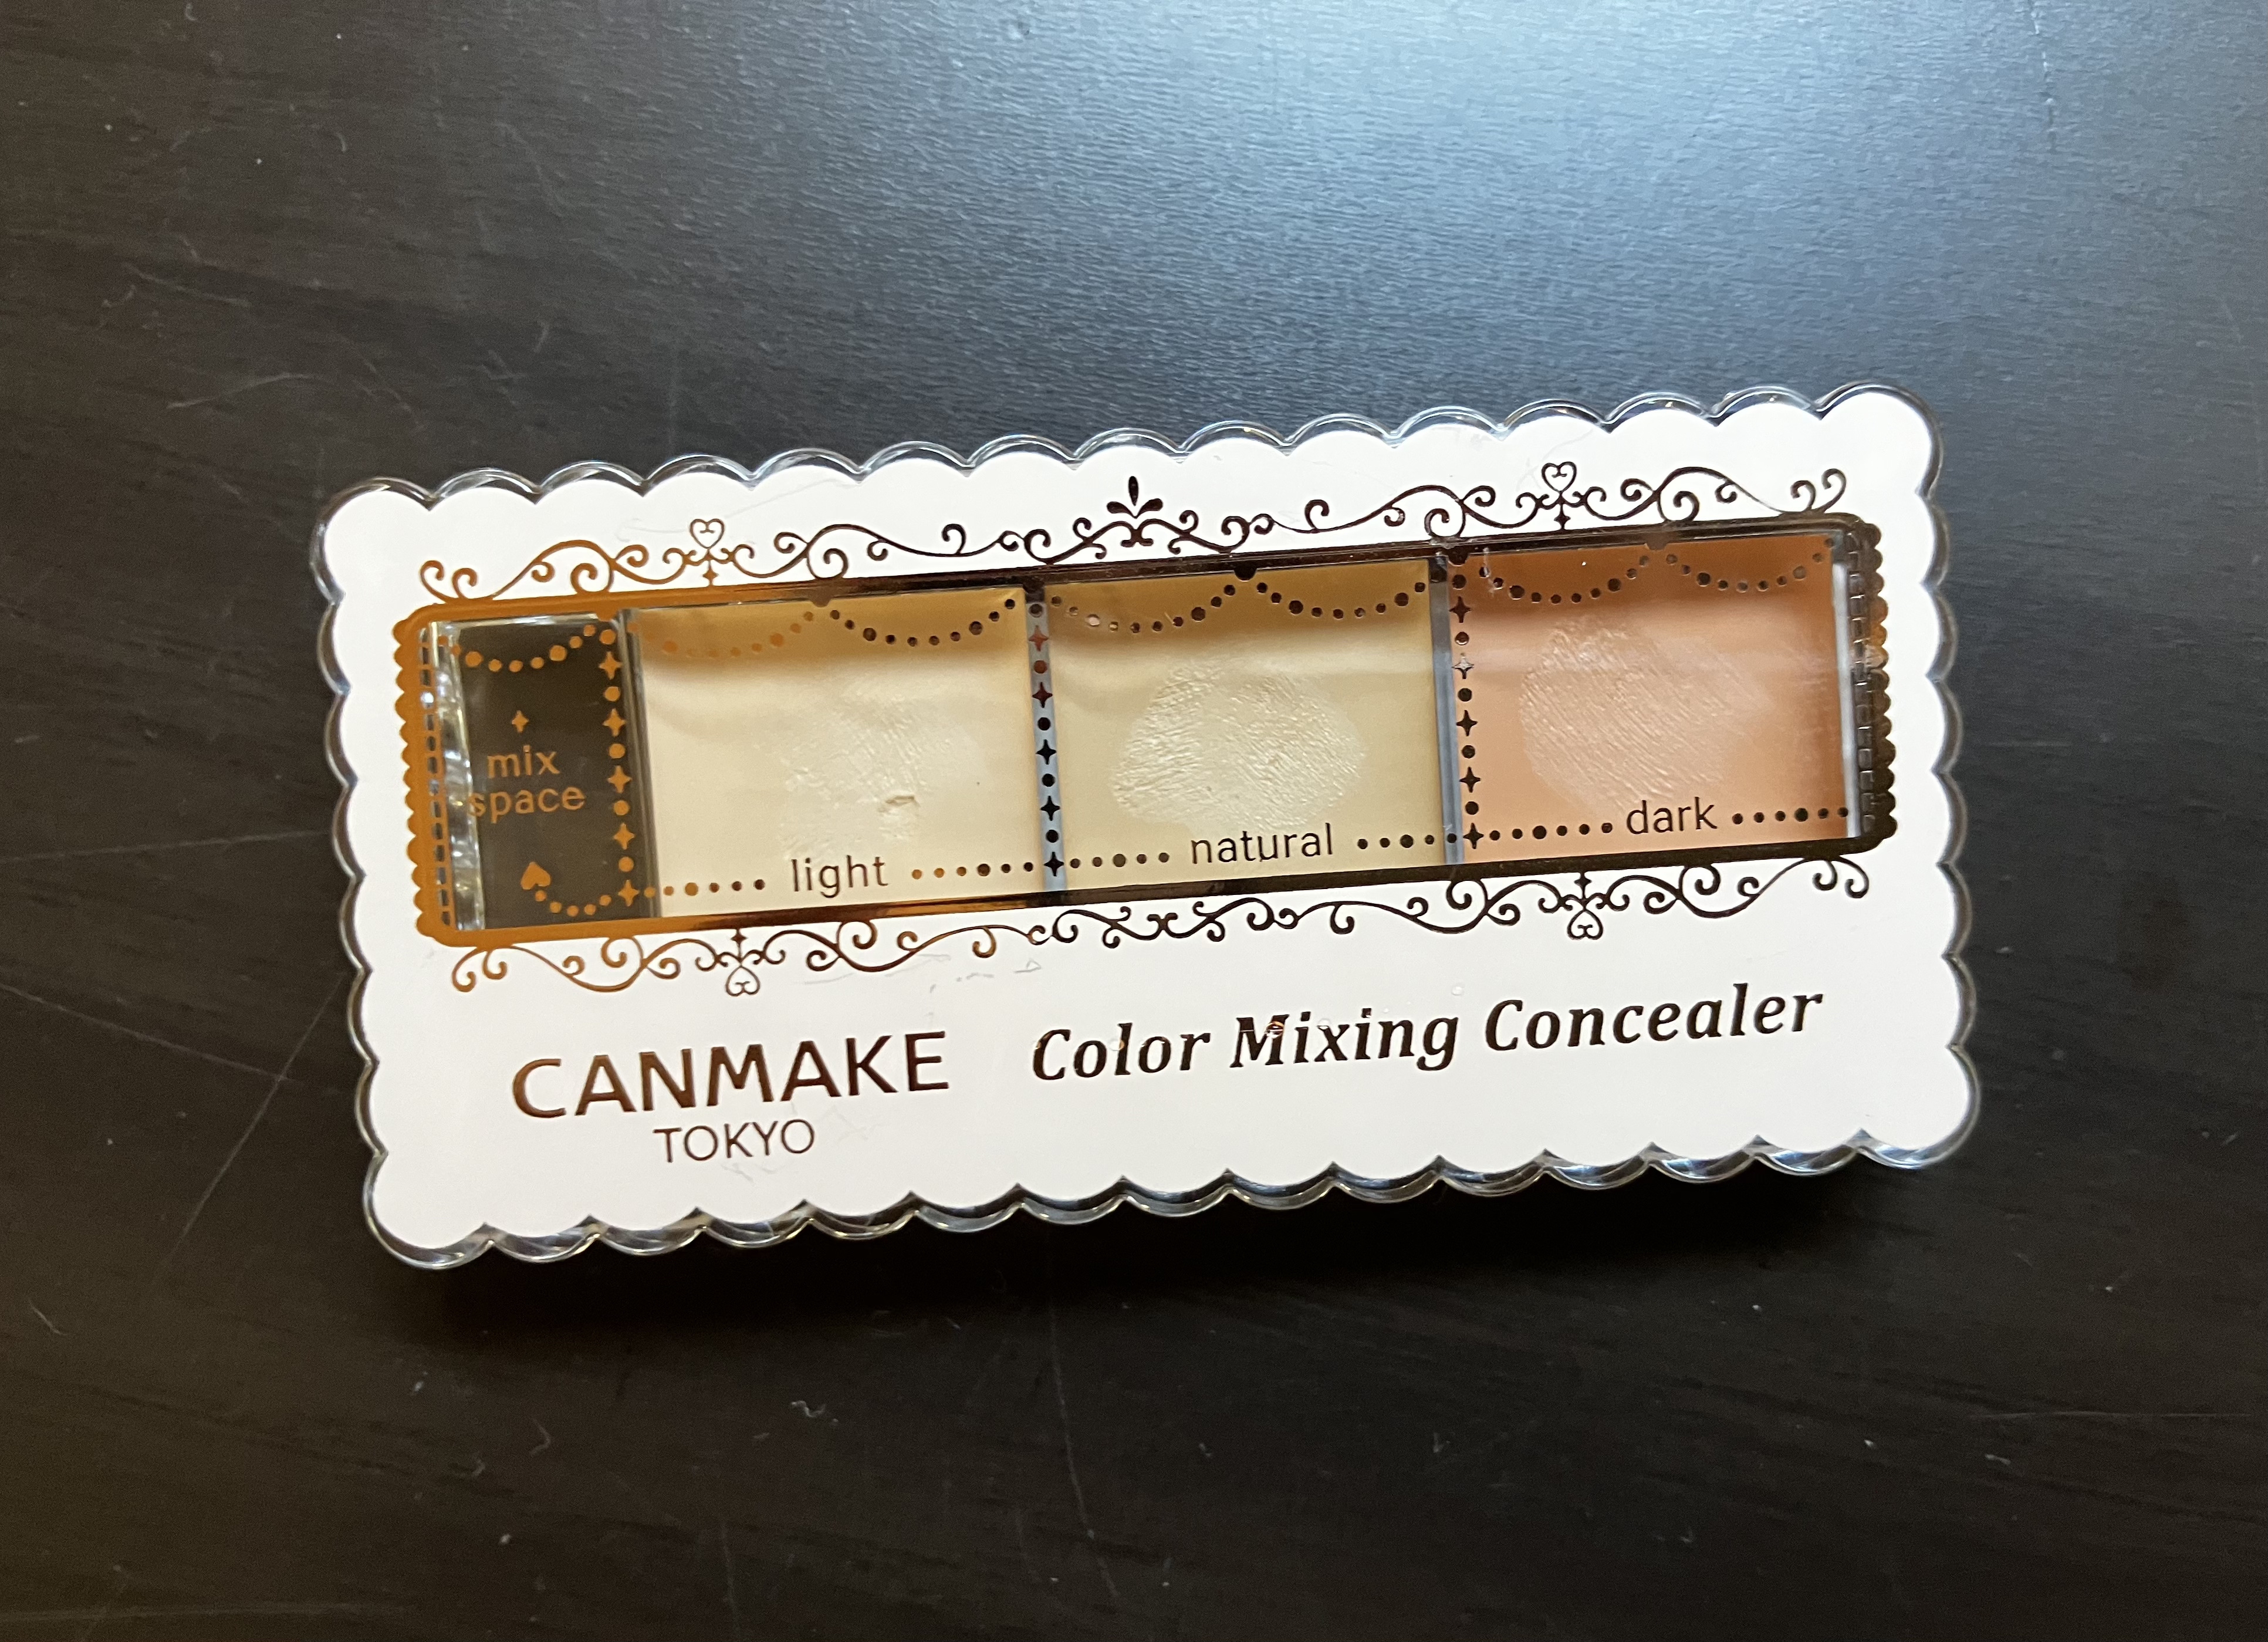 mix
space
light
natural
dark
CANMAKE
TOKYO
Color Mixing Concealer